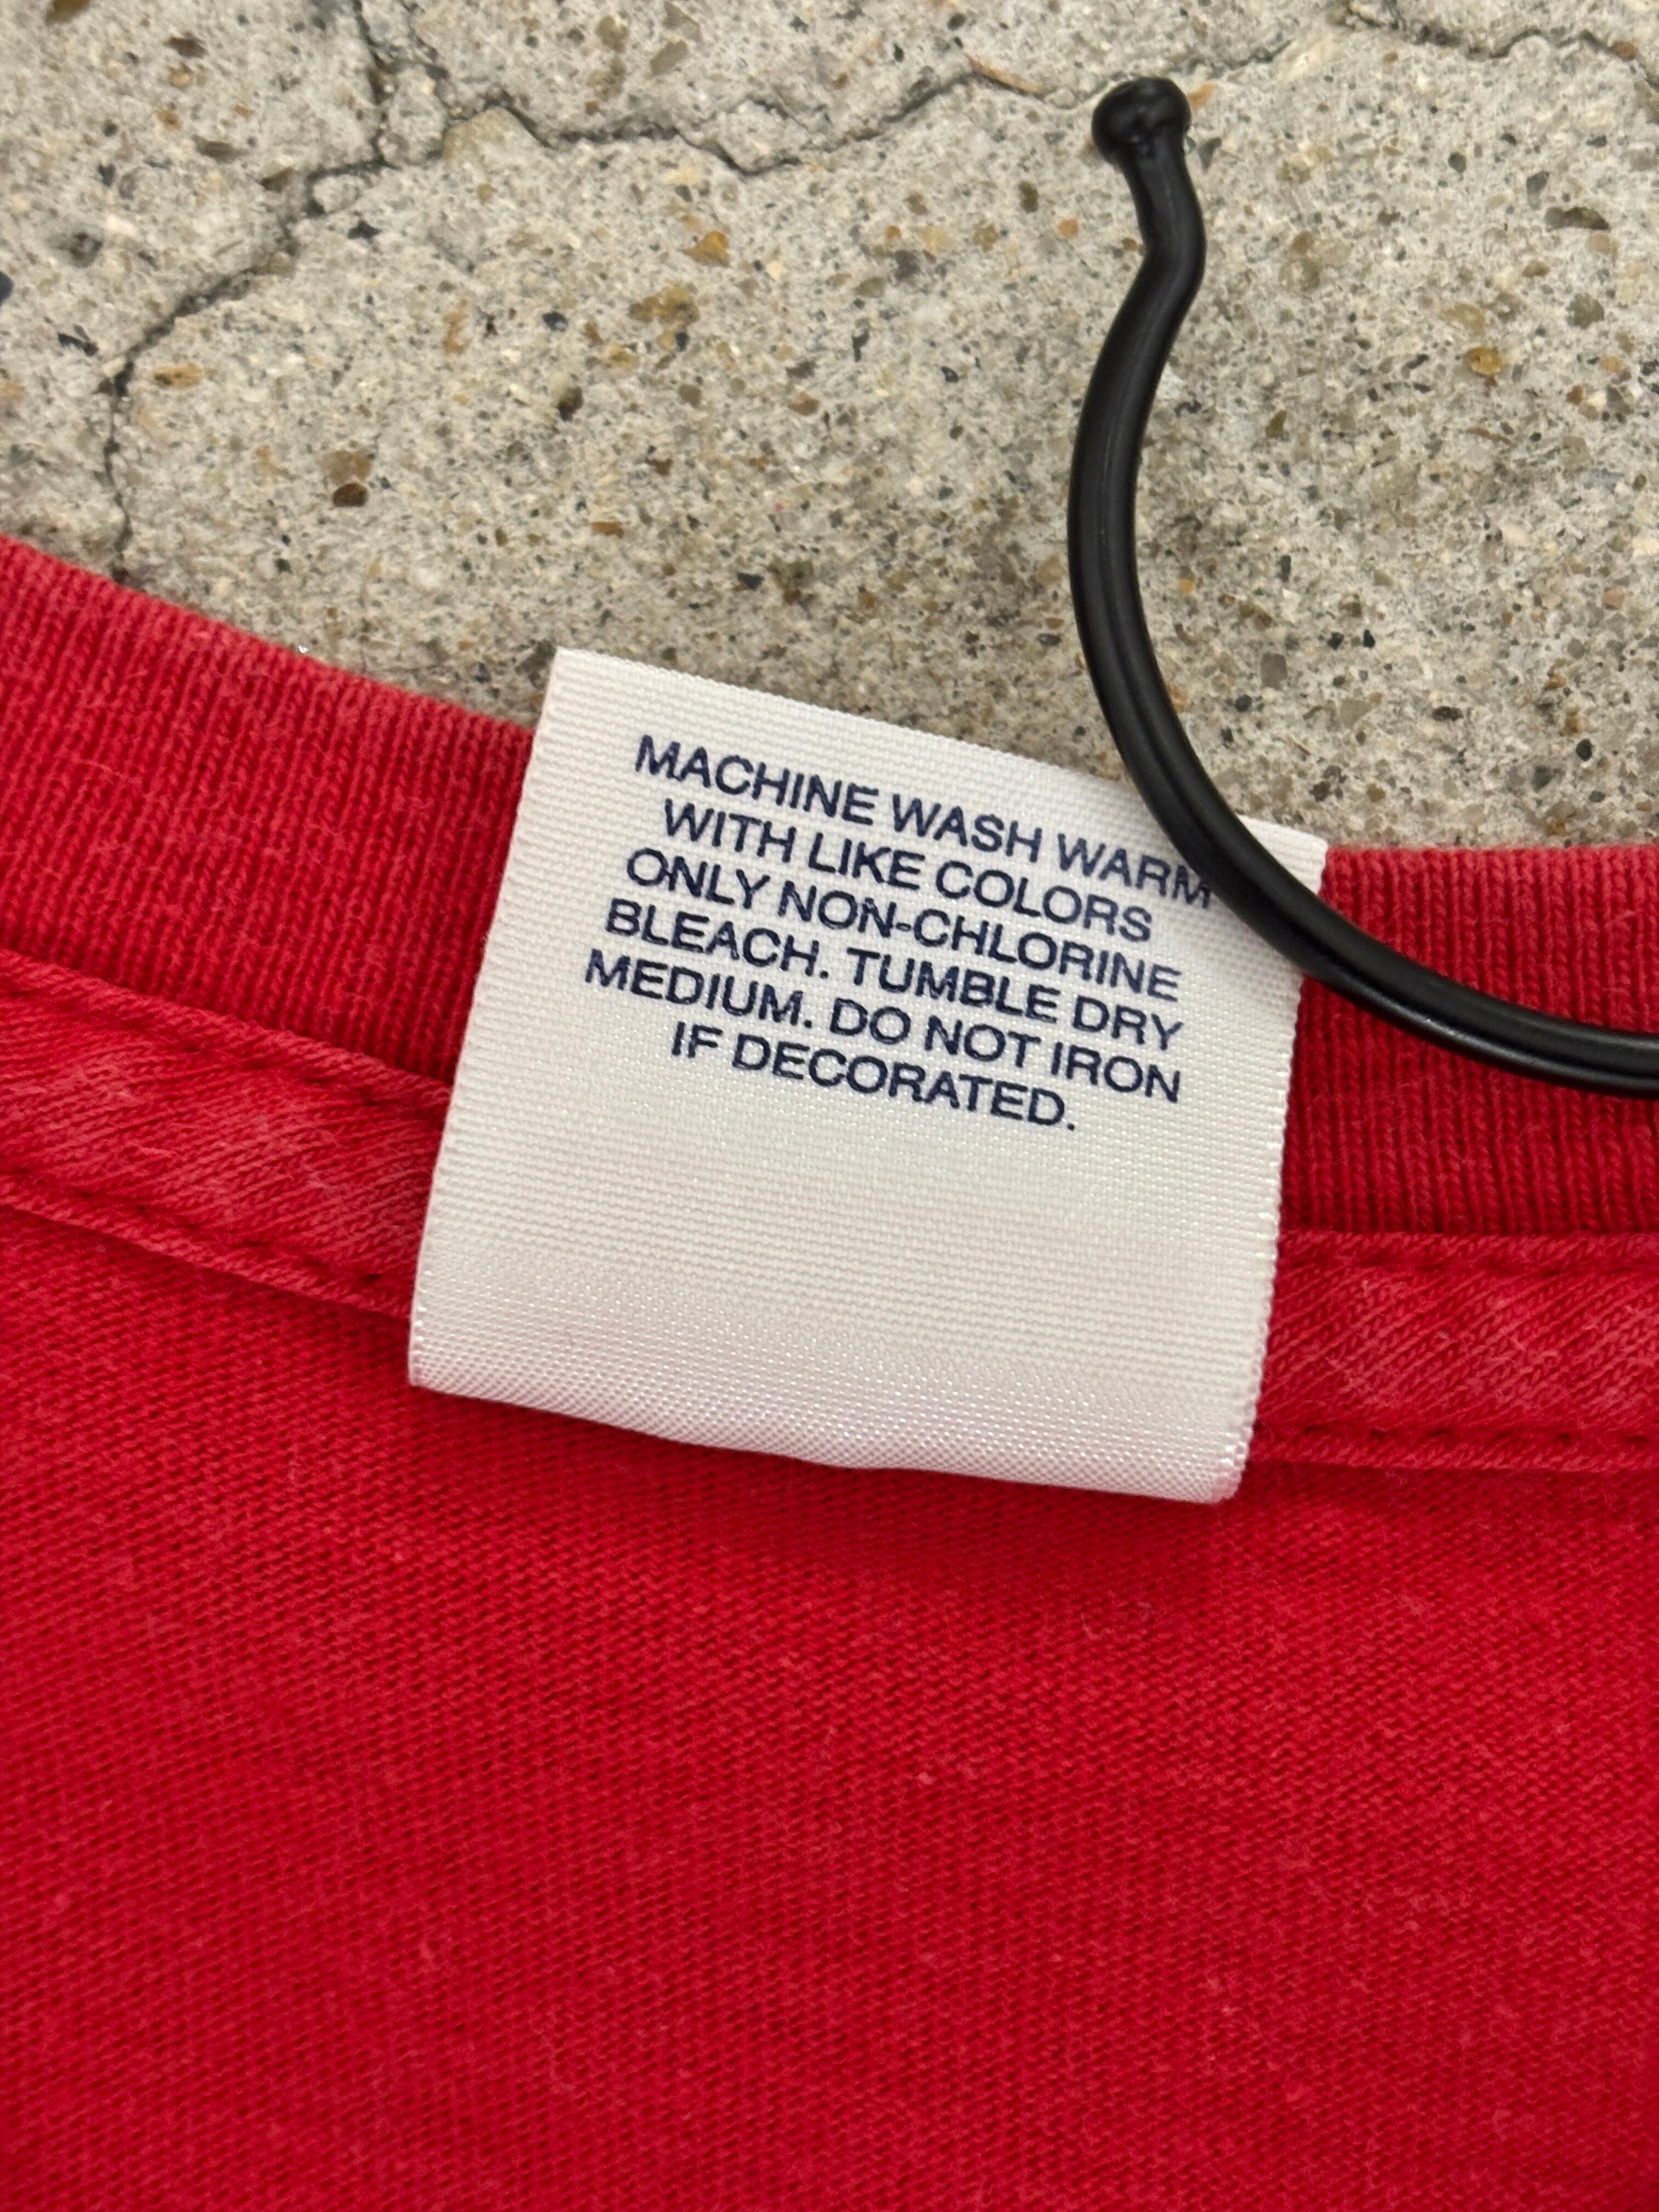 MACHINE WASH WARM
WITH LIKE COLORS
ONLY NON-CHLORINE
BLEACH. TUMBLE DRY
MEDIUM. DO NOT IRON
IF DECORATED.